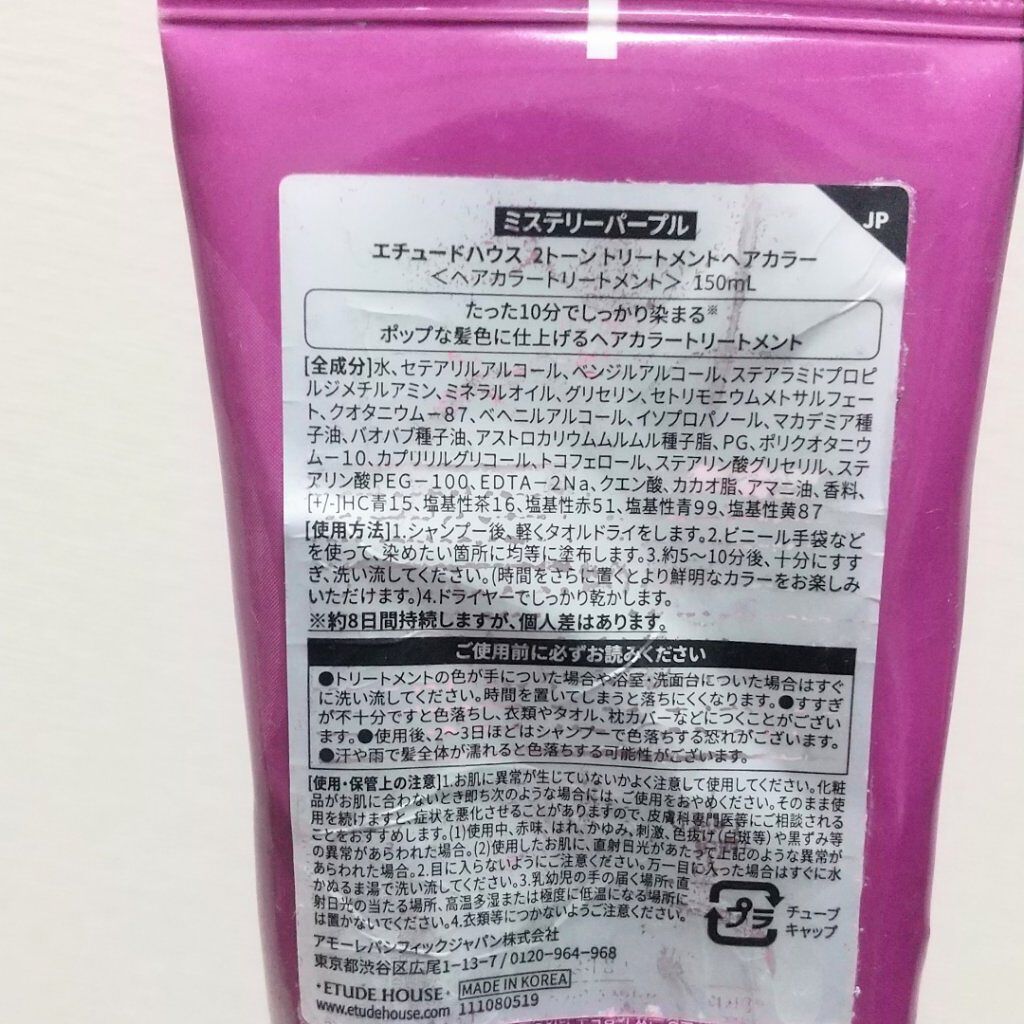 JP
ミステリーパープル
エチュードハウス 2トーントリートメントヘアカラー
<ヘアカラートリートメント> 150mL
たった10分でしっかり染まる※
ポップな髪色に仕上げるヘアカラートリートメント
[全成分]水、セテアリルアルコール、ベンジルアルコール、ステアラミドプロピ
ルジメチルアミン、ミネラルオイル、グリセリン、セトリモニウムメトサルフェー
ト、クオタニウム−87、ベヘニルアルコール、イソプロパノール、マカデミア種
子油、バオバブ種子油、アストロカリウムムルムル種子脂、PG、ポリクオタニウ
ム−10、カプリリルグリコール、トコフェロール、ステアリン酸グリセリル、ステ
アリン酸PEG−100、EDTA−2Na、クエン酸、カカオ脂、アマニ油、香料、
[+/-]HC青15、塩基性茶16、塩基性赤51、塩基性青99、塩基性黄87
[使用方法]1.シャンプー後、軽くタオルドライをします。2.ビニール手袋など
を使って、染めたい箇所に均等に塗布します。3.約5〜10分後、十分にすす
ぎ、洗い流してください。(時間をさらに置くとより鮮明なカラーをお楽しみ
いただけます。)4.ドライヤーでしっかり乾かします。
※約8日間持続しますが、個人差はあります。
ご使用前に必ずお読みください
●トリートメントの色が手についた場合や浴室・洗面台についた場合はすぐ
に洗い流してください。時間を置いてしまうと落ちにくくなります。●すすぎ
が不十分ですと色落ちし、衣類やタオル、枕カバーなどにつくことがござい
ます。●使用後、2〜3日ほどはシャンプーで色落ちする恐れがございます。
●汗や雨で髪全体が濡れると色落ちする可能性がございます。
[使用・保管上の注意]1.お肌に異常が生じていないかよく注意して使用してください。化粧
品がお肌に合わないとき即ち次のような場合には、ご使用をおやめください。そのまま使
用を続けますと、症状を悪化させることがありますので、皮膚科専門医等にご相談される
ことをおすすめします。(1)使用中、赤味、はれ、かゆみ、刺激、色抜け(白斑等)や黒ずみ等
の異常があらわれた場合。(2)使用したお肌に、直射日光があたって上記のような異常が
あらわれた場合。2.目に入らないようにご注意ください。万一目に入った場合はすぐに水
かぬるま湯で洗い流してください。3.乳幼児の手の届く場所、直
射日光の当たる場所、高温多湿または極度に低温になる場所に
は置かないでください。4.衣類等につかないようご注意ください。
プラ
チューブ
キャップ
アモーレパシフィックジャパン株式会社
東京都渋谷区広尾1−13−7/0120−964−968
·ETUDE HOUSE· MADE IN KOREA
www.etudehouse.com 111080519